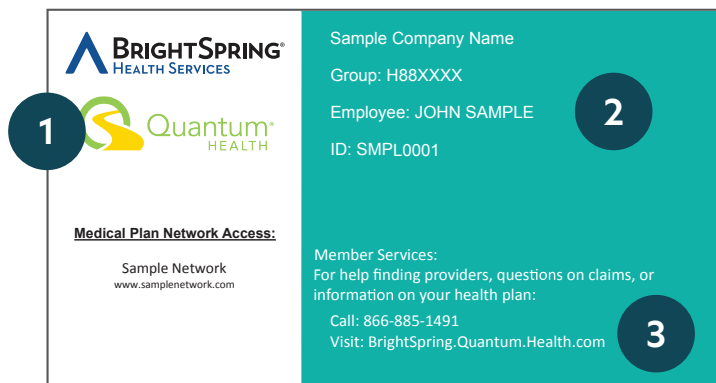 BRIGHTSPRING®
HEALTH SERVICES
1
Quantum®
HEALTH
Medical Plan Network Access:
Sample Network
www.samplenetwork.com
Sample Company Name
Group: H88XXXX
Employee: JOHN SAMPLE
ID: SMPL0001
2
Member Services:
For help finding providers, questions on claims, or
information on your health plan:
Call: 866-885-1491
Visit: BrightSpring.Quantum.Health.com
3